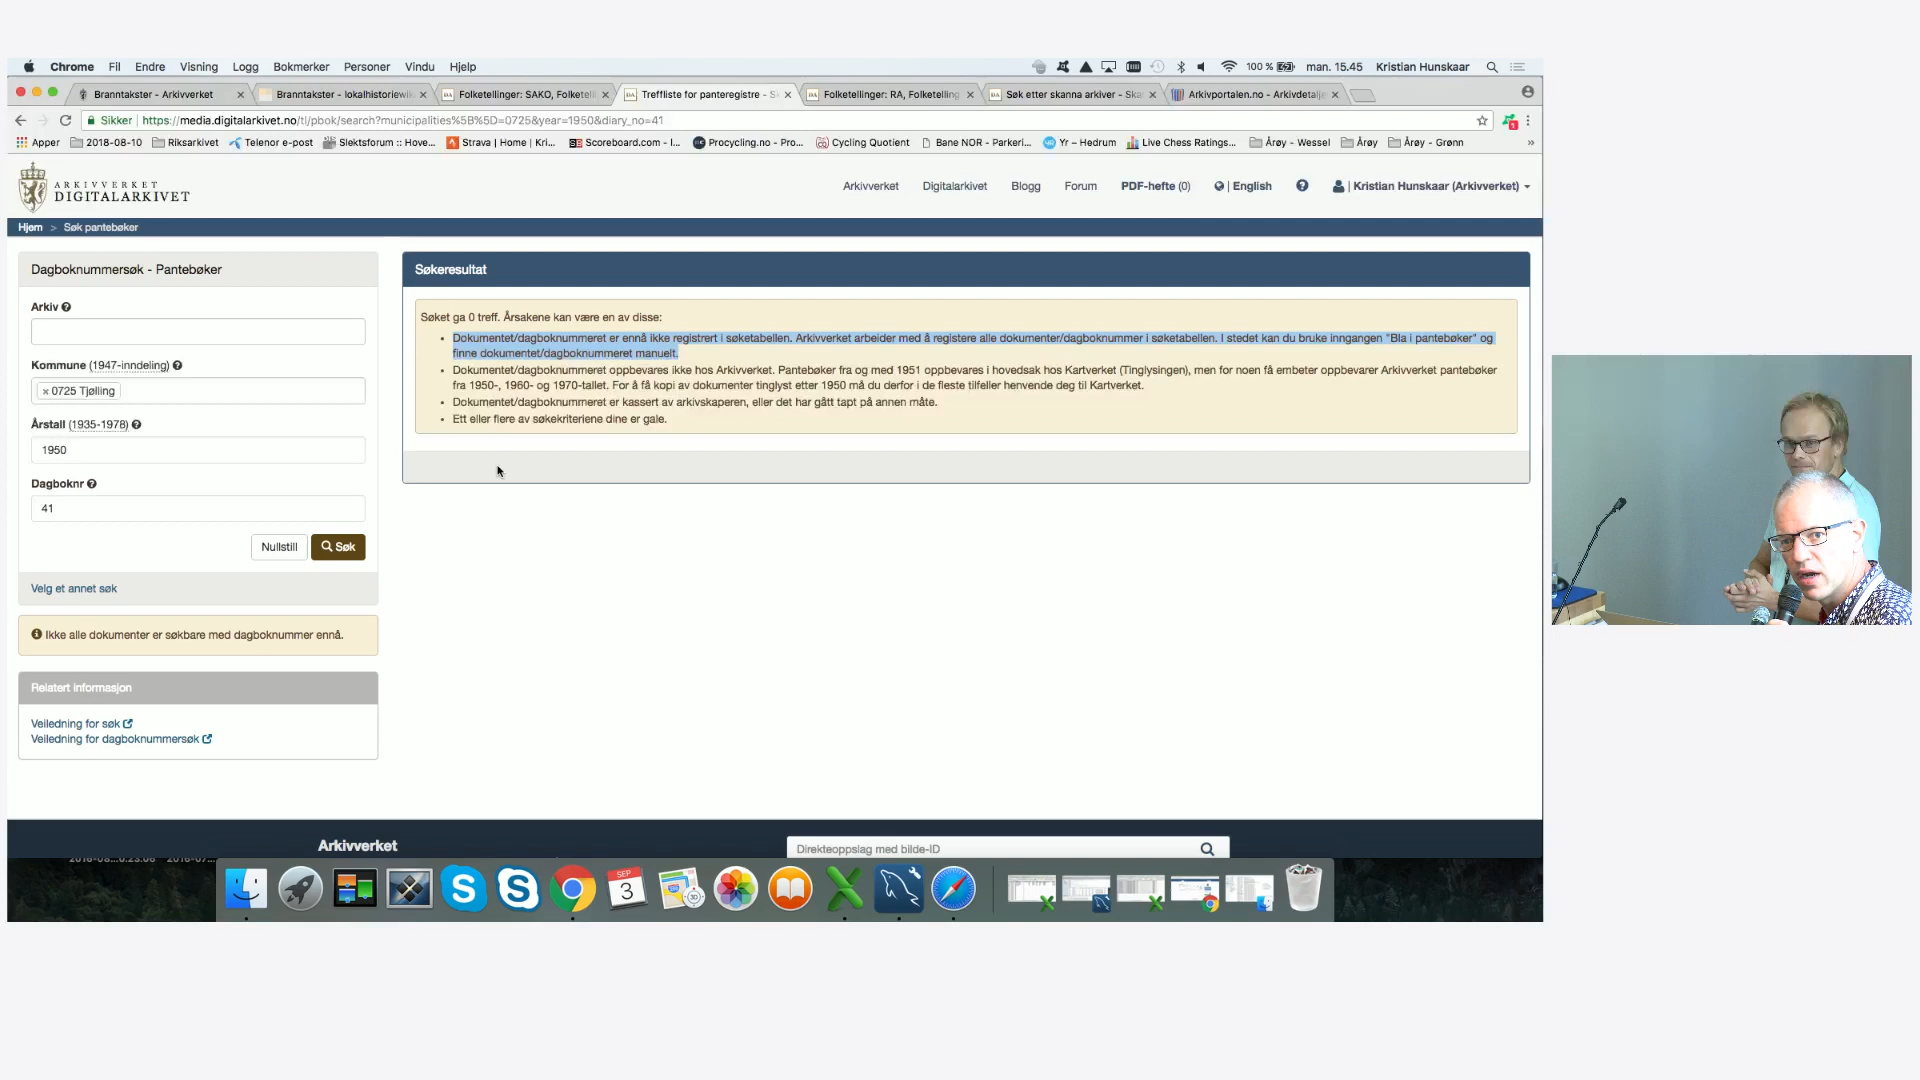 Chrome Fil Endre Visning Logg Bokmerker Personer Vindu Hjelp
100 % man. 15.45 Kristian Hunskaar
Branntakster - Arkivverket
Branntakster - lokalhistoriewik
Folketellinger: SAKO, Folketell
Treffliste for panteregistre - S
Folketellinger: RA, Folketelling
Søk etter skanna arkiver - Ska
Arkivportalen.no - Arkivdetalje
Sikker | https://media.digitalarkivet.no/tl/pbok/search?municipalities%5B%5D=0725&year=1950&diary_no=41
Apper 2018-08-10 Riksarkivet Telenor e-post Slektsforum :: Hove... Strava | Home | Kri... Scoreboard.com - l... Procycling.no - Pro... Cycling Quotient Bane NOR - Parkeri... Yr – Hedrum Live Chess Ratings... Årøy - Wessel Årøy Årøy - Grønn »
ARKIVVERKET
DIGITALARKIVET
Arkivverket Digitalarkivet Blogg Forum PDF-hefte (0) | English | Kristian Hunskaar (Arkivverket)
Hjem > Søk pantebøker
Dagboknummersøk - Pantebøker
Arkiv
Kommune (1947-inndeling)
× 0725 Tjølling
Årstall (1935-1978)
1950
Dagboknr
41
Nullstill Søk
Velg et annet søk
Ikke alle dokumenter er søkbare med dagboknummer ennå.
Relatert informasjon
Veiledning for søk
Veiledning for dagboknummersøk
Søkeresultat
Søket ga 0 treff. Årsakene kan være en av disse:
• Dokumentet/dagboknummeret er ennå ikke registrert i søketabellen. Arkivverket arbeider med å registere alle dokumenter/dagboknummer i søketabellen. I stedet kan du bruke inngangen "Bla i pantebøker" og
finne dokumentet/dagboknummeret manuelt.
• Dokumentet/dagboknummeret oppbevares ikke hos Arkivverket. Pantebøker fra og med 1951 oppbevares i hovedsak hos Kartverket (Tinglysingen), men for noen få embeter oppbevarer Arkivverket pantebøker
fra 1950-, 1960- og 1970-tallet. For å få kopi av dokumenter tinglyst etter 1950 må du derfor i de fleste tilfeller henvende deg til Kartverket.
• Dokumentet/dagboknummeret er kassert av arkivskaperen, eller det har gått tapt på annen måte.
• Ett eller flere av søkekriteriene dine er gale.
Arkivverket
Direkteoppslag med bilde-ID
SEP
3